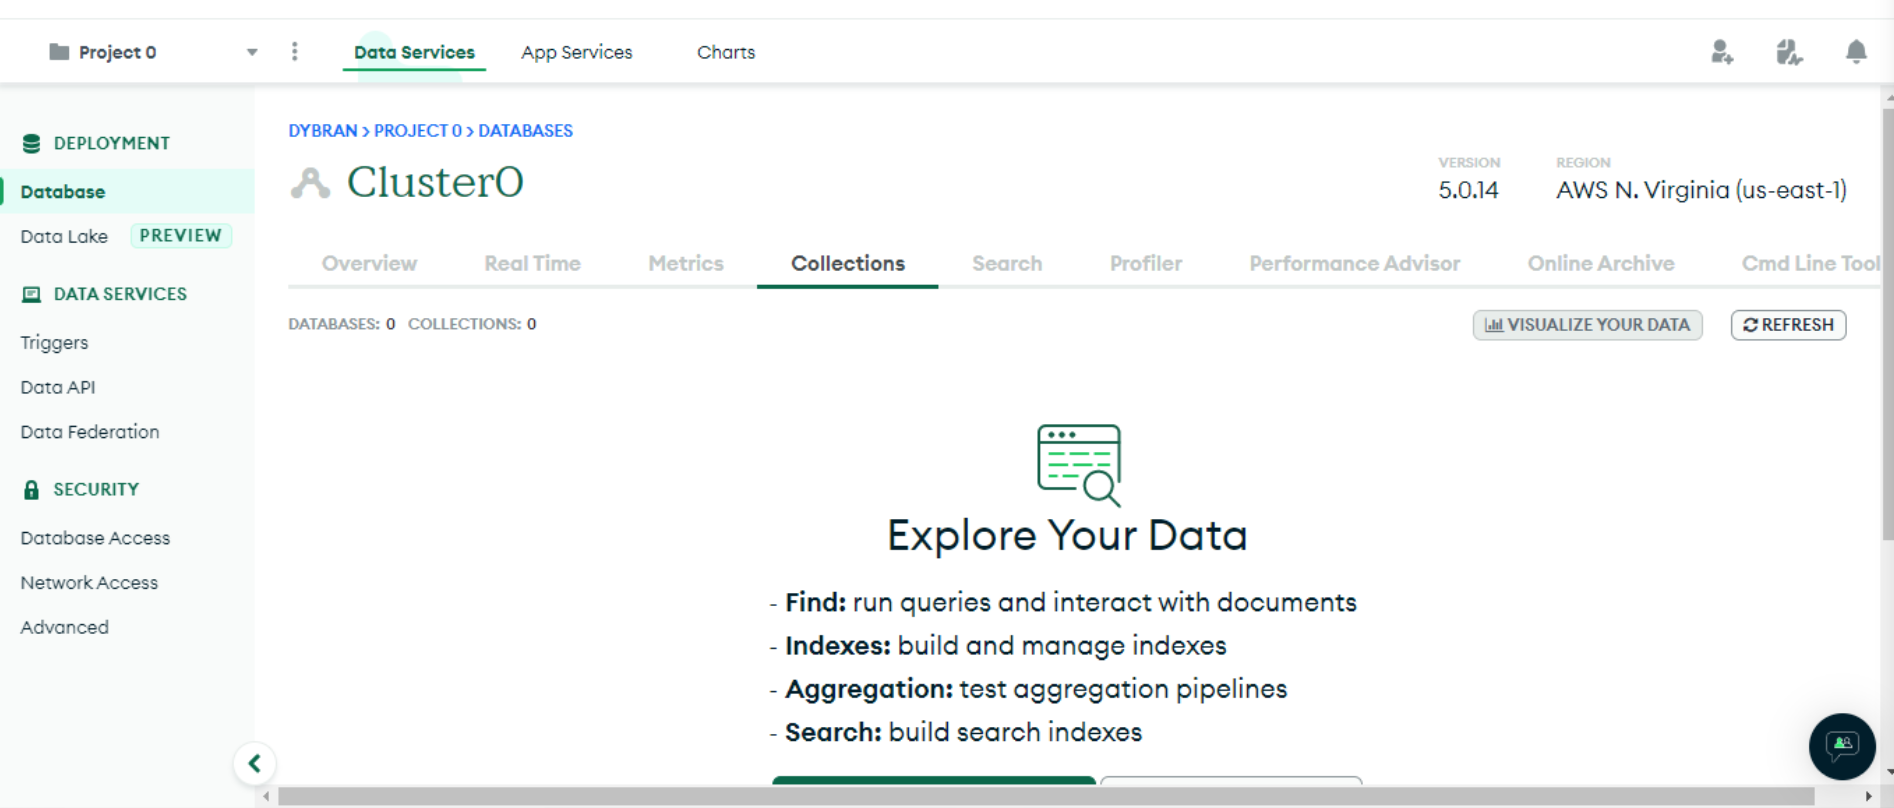 Project 0
Data Services
App Services
Charts
DEPLOYMENT
Database
Data Lake PREVIEW
DATA SERVICES
Triggers
Data API
Data Federation
SECURITY
Database Access
Network Access
Advanced
DYBRAN > PROJECT 0 > DATABASES
Cluster0
VERSION
5.0.14
REGION
AWS N. Virginia (us-east-1)
Overview
Real Time
Metrics
Collections
Search
Profiler
Performance Advisor
Online Archive
Cmd Line Tool
DATABASES: 0 COLLECTIONS: 0
VISUALIZE YOUR DATA
REFRESH
Explore Your Data
- Find: run queries and interact with documents
- Indexes: build and manage indexes
- Aggregation: test aggregation pipelines
- Search: build search indexes